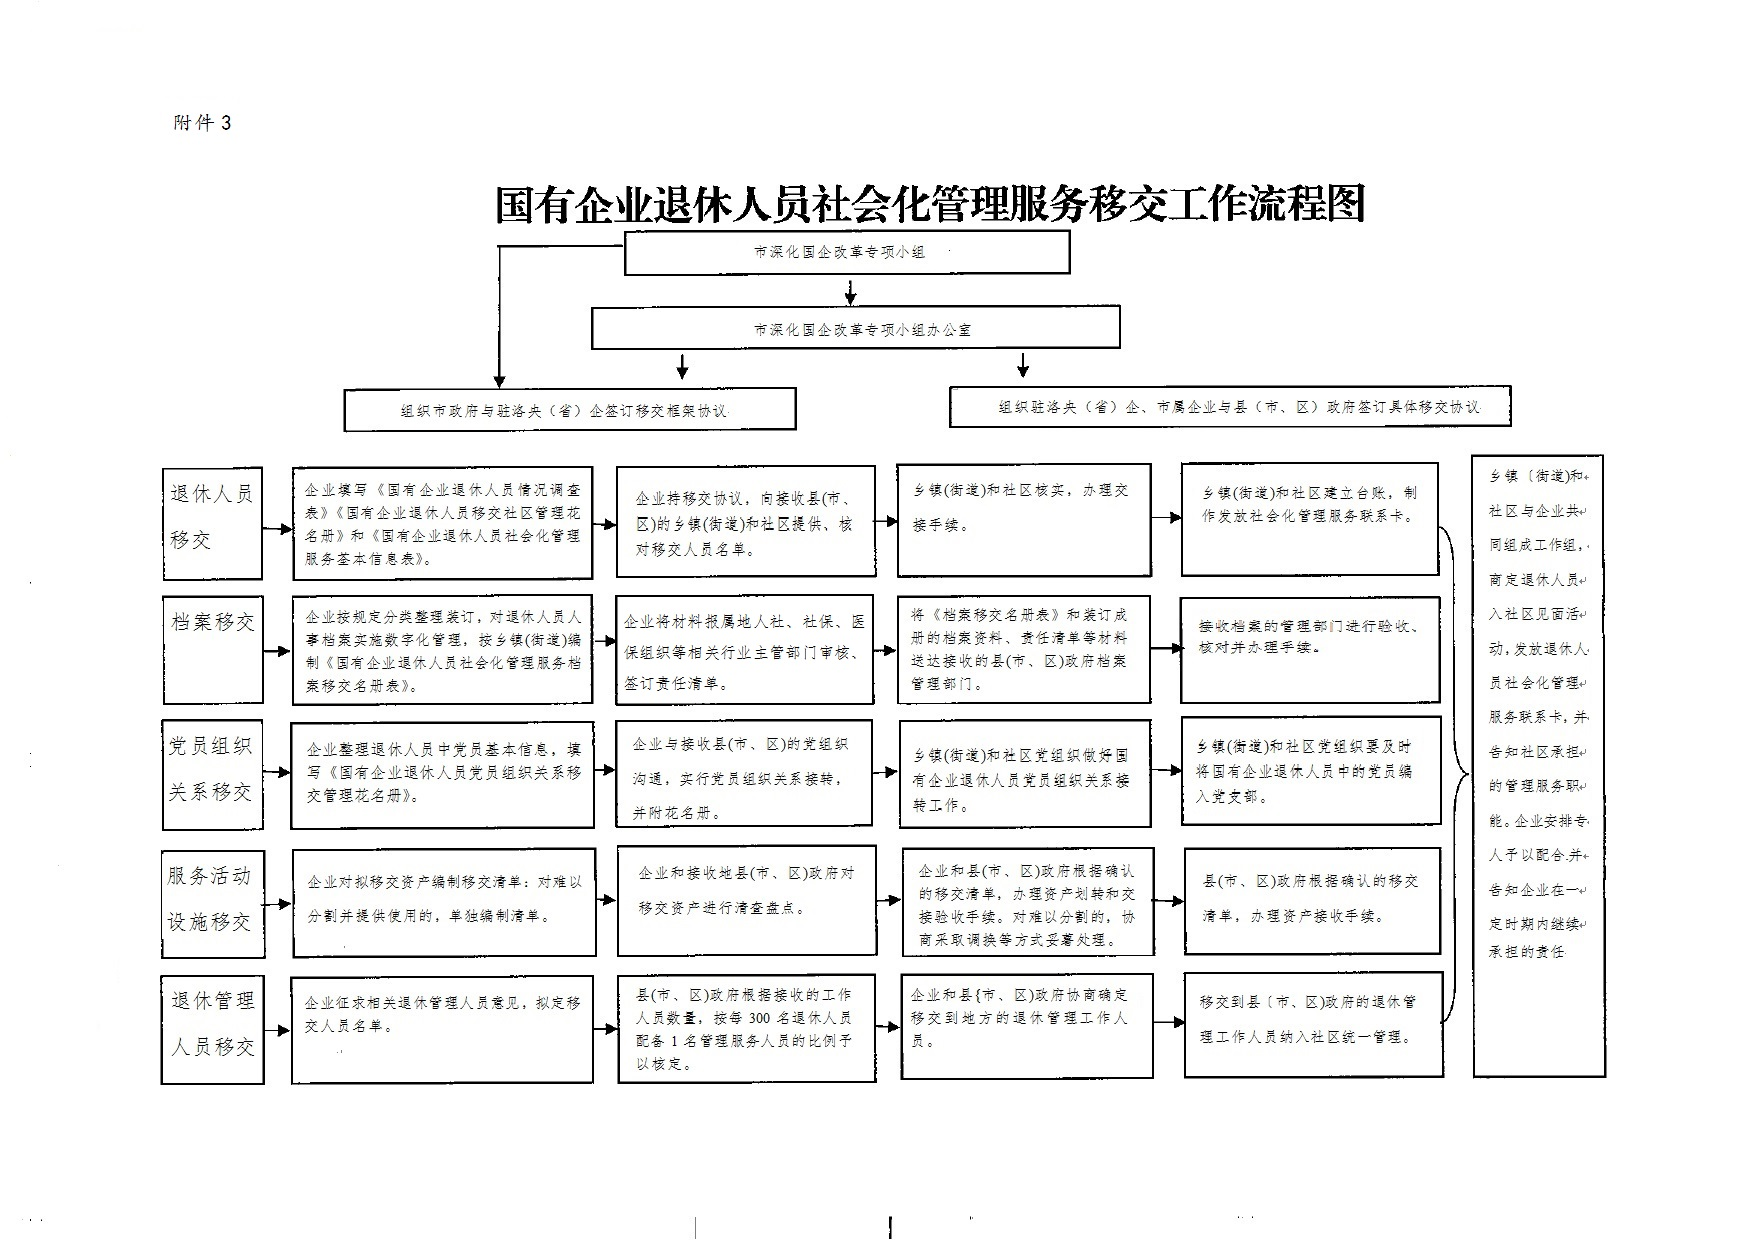 附件3
国有企业退休人员社会化管理服务移交工作流程图
市深化国企改革专项小组
市深化国企改革专项小组办公室
组织市政府与驻洛央（省）企签订移交框架协议
组织驻洛央（省）企、市属企业与县（市、区）政府签订具体移交协议
退休人员
移交
企业填写《国有企业退休人员情况调查
表》《国有企业退休人员移交社区管理花
名册》和《国有企业退休人员社会化管理
服务基本信息表》。
企业持移交协议，向接收县(市、
区)的乡镇(街道)和社区提供、核
对移交人员名单。
乡镇(街道)和社区核实，办理交
接手续。
乡镇(街道)和社区建立台账，制
作发放社会化管理服务联系卡。
档案移交
企业按规定分类整理装订，对退休人员人
事档案实施数字化管理，按乡镇(街道)编
制《国有企业退休人员社会化管理服务档
案移交名册表》。
企业将材料报属地人社、社保、医
保组织等相关行业主管部门审核、
签订责任清单。
将《档案移交名册表》和装订成
册的档案资料、责任清单等材料
送达接收的县(市、区)政府档案
管理部门。
接收档案的管理部门进行验收、
核对并办理手续。
党员组织
关系移交
企业整理退休人员中党员基本信息，填
写《国有企业退休人员党员组织关系移
交管理花名册》。
企业与接收县(市、区)的党组织
沟通，实行党员组织关系接转，
并附花名册。
乡镇(街道)和社区党组织做好国
有企业退休人员党员组织关系接
转工作。
乡镇(街道)和社区党组织要及时
将国有企业退休人员中的党员编
入党支部。
服务活动
设施移交
企业对拟移交资产编制移交清单：对难以
分割并提供使用的，单独编制清单。
企业和接收地县(市、区)政府对
移交资产进行清查盘点。
企业和县(市、区)政府根据确认
的移交清单，办理资产划转和交
接验收手续。对难以分割的，协
商采取调换等方式妥善处理。
县(市、区)政府根据确认的移交
清单，办理资产接收手续。
退休管理
人员移交
企业征求相关退休管理人员意见，拟定移
交人员名单。
县(市、区)政府根据接收的工作
人员数量，按每300名退休人员
配备1名管理服务人员的比例予
以核定。
企业和县{市、区)政府协商确定
移交到地方的退休管理工作人
员。
移交到县〔市、区)政府的退休管
理工作人员纳入社区统一管理。
乡镇〔街道)和
社区与企业共
同组成工作组，
商定退休人员
入社区见面活
动，发放退休人
员社会化管理
服务联系卡，并
告知社区承担
的管理服务职
能。企业安排专
人予以配合.并
告知企业在一
定时期内继续
承担的责任